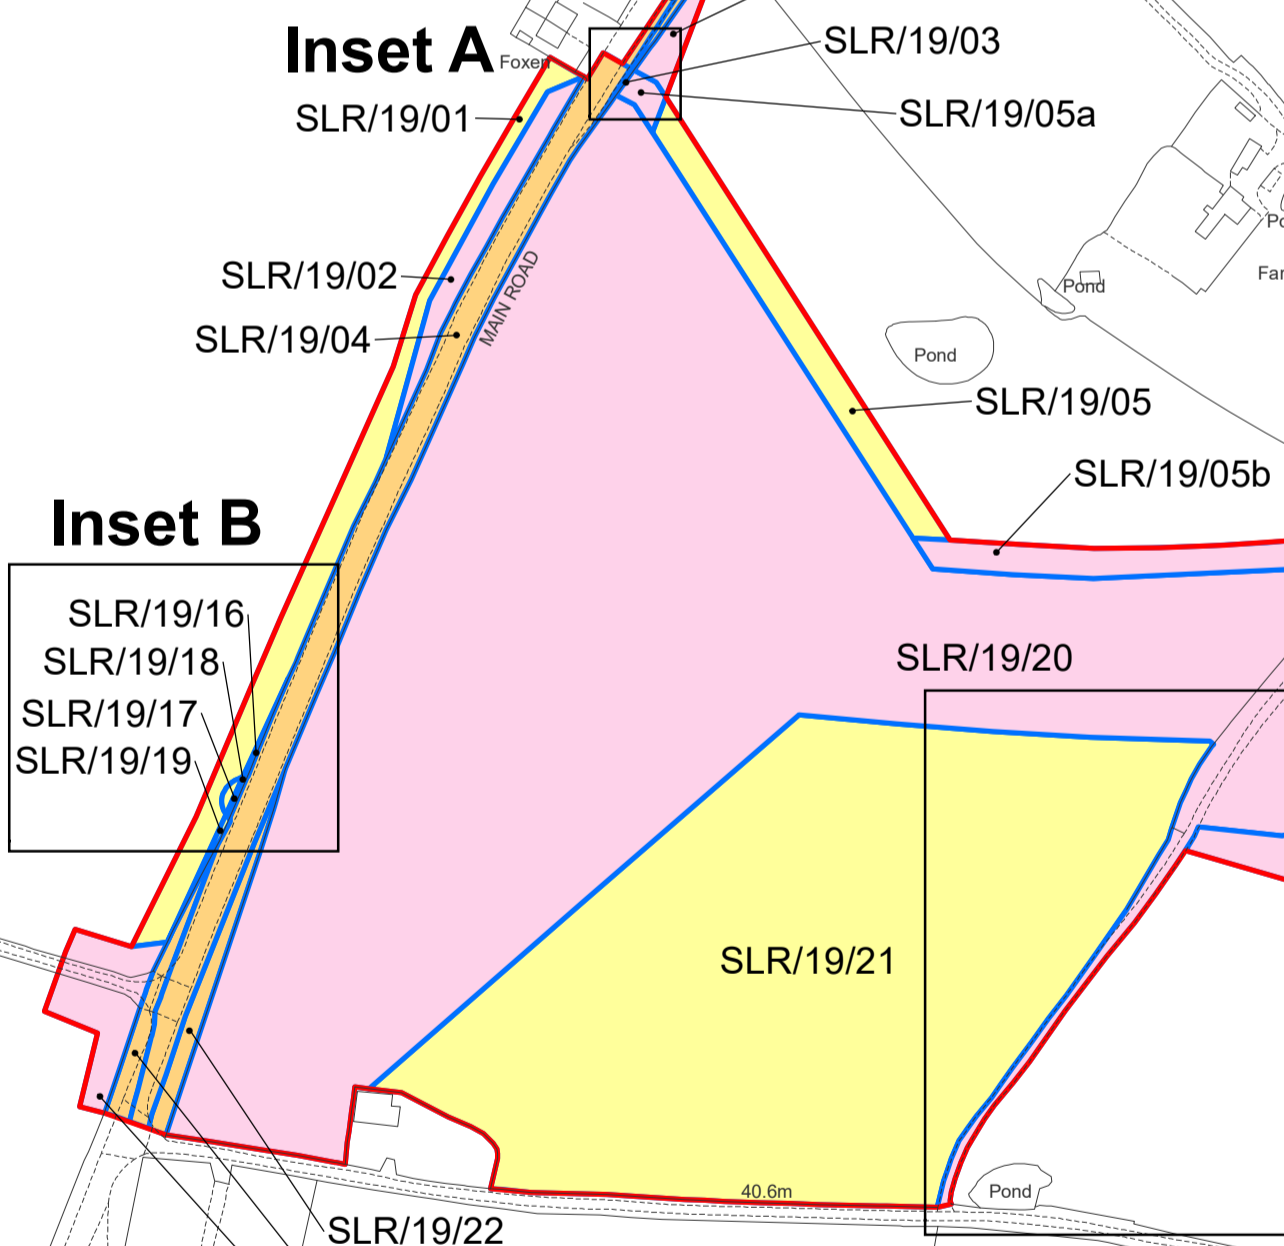 Inset A
Foxen
SLR/19/03
SLR/19/01
SLR/19/05a
SLR/19/02
SLR/19/04
MAIN ROAD
Pond
Pond
Far
SLR/19/05
SLR/19/05b
Inset B
SLR/19/16
SLR/19/18
SLR/19/17
SLR/19/19
SLR/19/20
SLR/19/21
40.6m
Pond
SLR/19/22